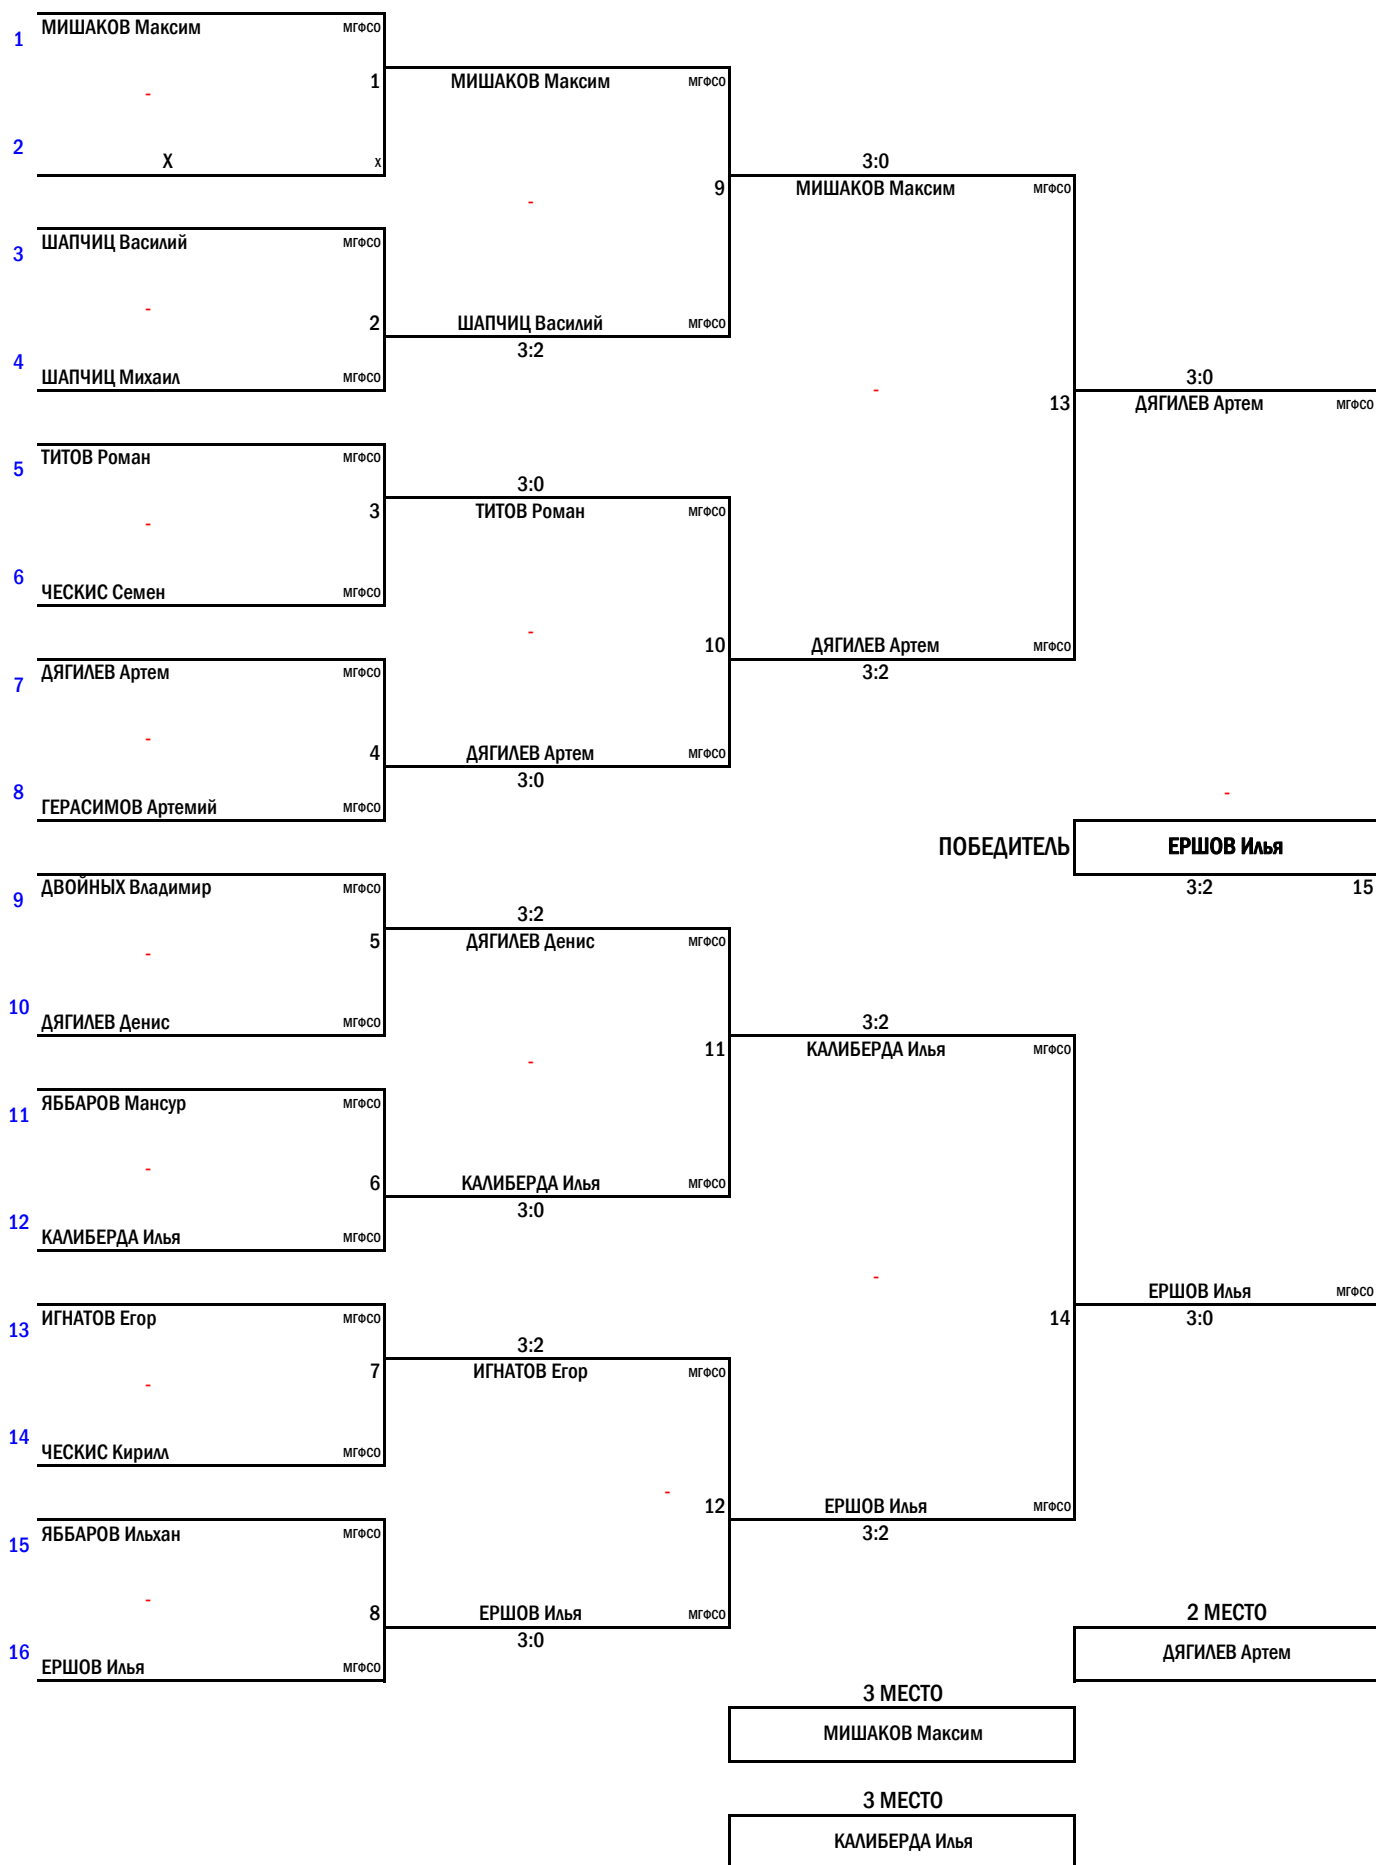 1 МИШАКОВ Максим МГФСО
1 МИШАКОВ Максим МГФСО
-
2 X X
3:0
9 МИШАКОВ Максим МГФСО
-
3 ШАПЧИЦ Василий МГФСО
-
2 ШАПЧИЦ Василий МГФСО
3:2
4 ШАПЧИЦ Михаил МГФСО
3:0
-
13 ДЯГИЛЕВ Артем МГФСО
5 ТИТОВ Роман МГФСО
3:0
3 ТИТОВ Роман МГФСО
-
6 ЧЕСКИС Семен МГФСО
-
10 ДЯГИЛЕВ Артем МГФСО
3:2
7 ДЯГИЛЕВ Артем МГФСО
-
4 ДЯГИЛЕВ Артем МГФСО
3:0
8 ГЕРАСИМОВ Артемий МГФСО
-
ПОБЕДИТЕЛЬ ЕРШОВ Илья
3:2 15
9 ДВОЙНЫХ Владимир МГФСО
3:2
5 ДЯГИЛЕВ Денис МГФСО
-
10 ДЯГИЛЕВ Денис МГФСО
3:2
11 КАЛИБЕРДА Илья МГФСО
-
11 ЯББАРОВ Мансур МГФСО
-
6 КАЛИБЕРДА Илья МГФСО
3:0
12 КАЛИБЕРДА Илья МГФСО
-
ЕРШОВ Илья МГФСО
14 3:0
13 ИГНАТОВ Егор МГФСО
3:2
7 ИГНАТОВ Егор МГФСО
-
14 ЧЕСКИС Кирилл МГФСО
-
12 ЕРШОВ Илья МГФСО
3:2
15 ЯББАРОВ Ильхан МГФСО
-
8 ЕРШОВ Илья МГФСО
3:0
16 ЕРШОВ Илья МГФСО
2 МЕСТО
ДЯГИЛЕВ Артем
3 МЕСТО
МИШАКОВ Максим
3 МЕСТО
КАЛИБЕРДА Илья